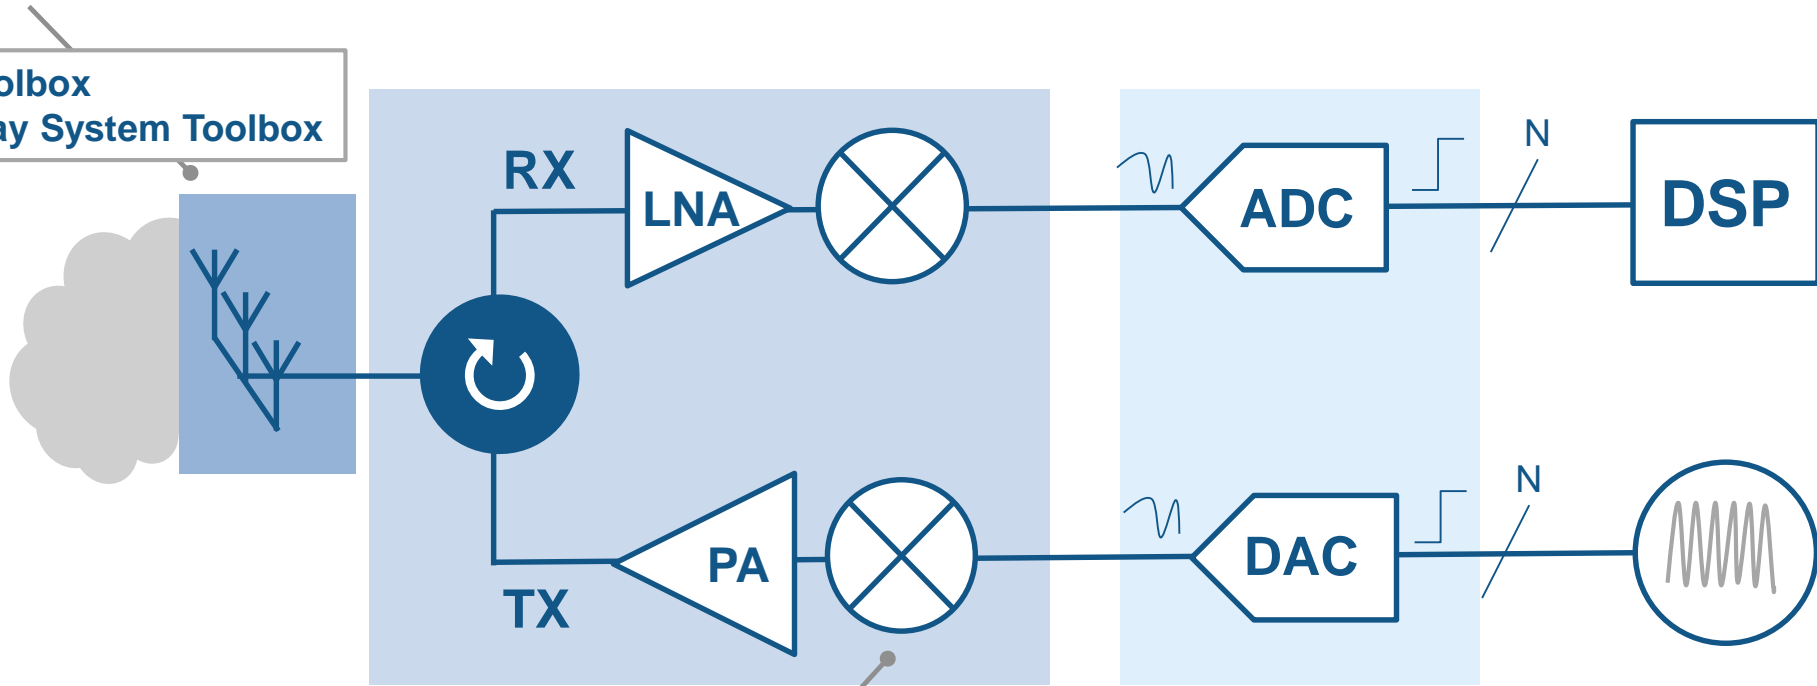 olbox
ay System Toolbox
RX
LNA
ADC
N
DSP
TX
PA
DAC
N